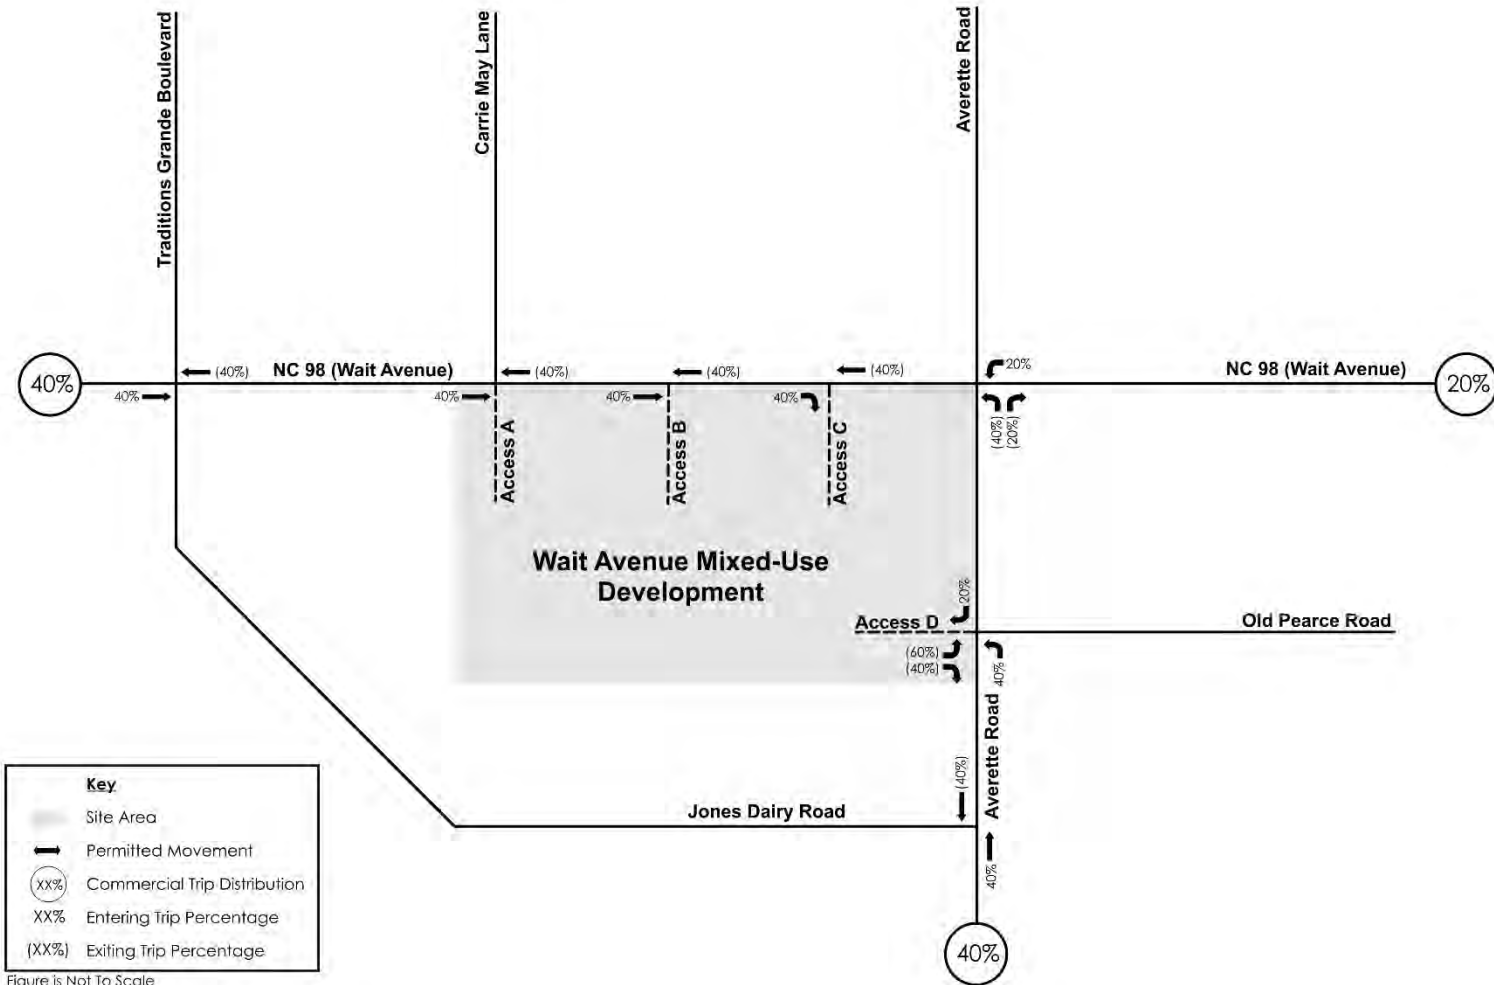 Traditions Grande Boulevard
Carrie May Lane
Averette Road
(40%)
NC 98 (Wait Avenue)
(40%)
(40%)
(40%)
20%
NC 98 (Wait Avenue)
40%
20%
40%
40%
40%
40%
(40%)
(20%)
Access A
Access B
Access C
Wait Avenue Mixed-Use
Development
20%
Access D
Old Pearce Road
(60%)
(40%)
40%
Averette Road
(40%)
Jones Dairy Road
40%
40%
Key
Site Area
Permitted Movement
XX% Commercial Trip Distribution
XX% Entering Trip Percentage
(XX%) Exiting Trip Percentage
Figure is Not To Scale